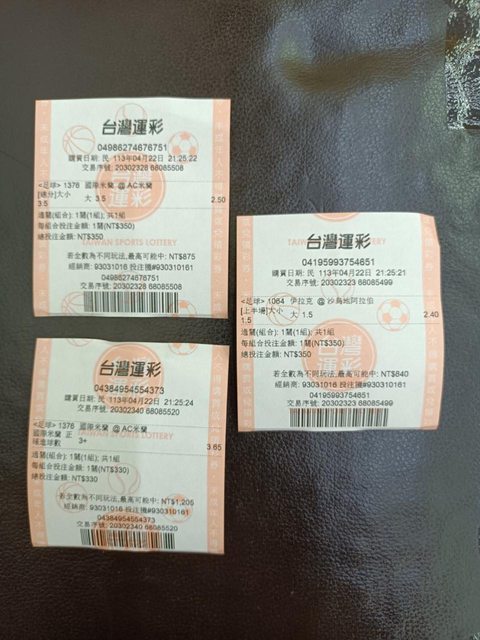 台灣運彩
04986274676751
購買日期: 民 113年04月22日 21:25:22
交易序號: 20302328 68085508
<足球> 1376 國際米蘭 @ AC米蘭
[總分]大小 大 3.5
3.5 2.50
過關(組合): 1關(1組); 共1組
每組合投注金額: 1關(NT$350)
總投注金額: NT$350
TAIWAN SPORTS LOTTERY
若全數為不同玩法,最高可能中: NT$875
經銷商: 93031016 投注機#930310161
04986274676751
交易序號: 20302328 68085508
台灣運彩
04195993754651
購買日期: 民 113年04月22日 21:25:21
交易序號: 20302323 68085499
<足球> 1064 伊拉克 @ 沙烏地阿拉伯
[上半場]大小 大 1.5
1.5 2.40
過關(組合): 1關(1組); 共1組
每組合投注金額: 1關(NT$350)
總投注金額: NT$350
台灣
運彩
若全數為不同玩法,最高可能中: NT$840
經銷商: 93031016 投注機#930310161
04195993754651
交易序號: 20302323 68085499
台灣運彩
04384954554373
購買日期: 民 113年04月22日 21:25:24
交易序號: 20302340 68085520
<足球> 1376 國際米蘭 @ AC米蘭
國際米蘭 正
確進球數 3+ 3.65
TAIWAN SPORTS LOTTERY
過關(組合): 1關(1組); 共1組
每組合投注金額: 1關(NT$330)
總投注金額: NT$330
若全數為不同玩法,最高可能中: NT$1,205
經銷商: 93031016 投注機#930310161
04384954554373
交易序號: 20302340 68085520